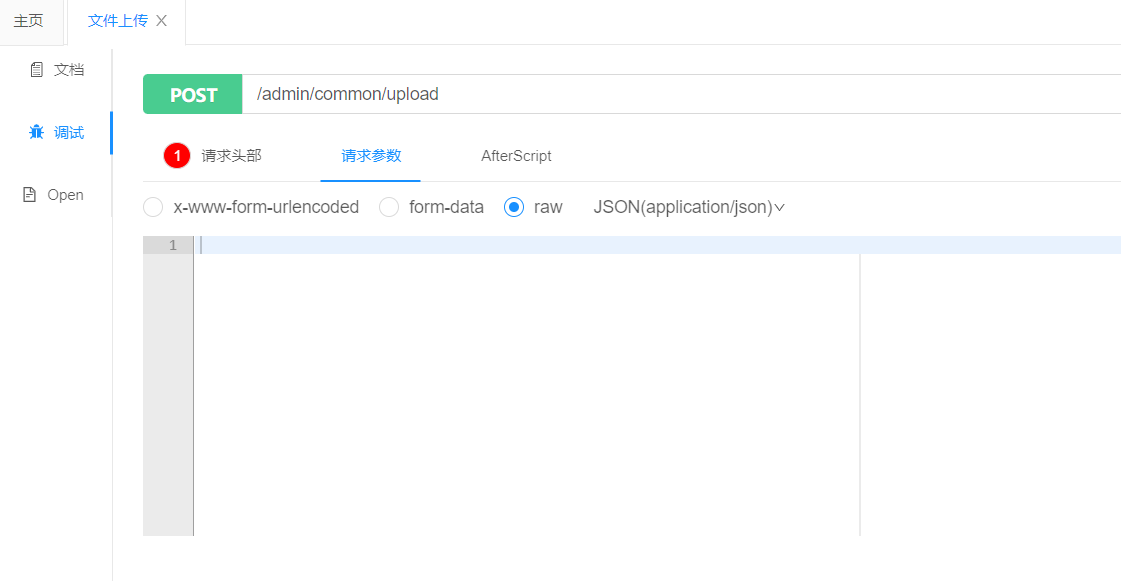 主页 文件上传 X
文档
POST /admin/common/upload
调试
1 请求头部 请求参数 AfterScript
Open
x-www-form-urlencoded form-data raw JSON(application/json)
1